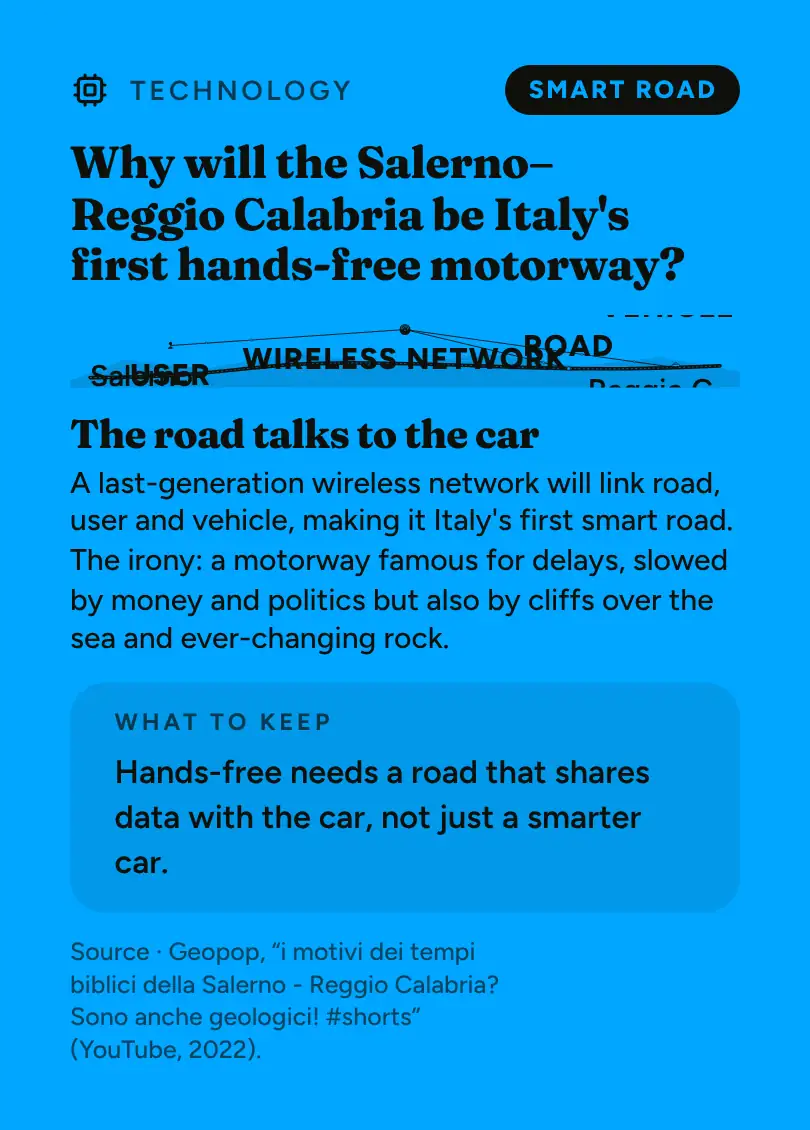 TECHNOLOGY
SMART ROAD
Why will the Salerno–
Reggio Calabria be Italy's
first hands-free motorway?
ROAD
WIRELESS NETWORK
USER
The road talks to the car
A last-generation wireless network will link road,
user and vehicle, making it Italy's first smart road.
The irony: a motorway famous for delays, slowed
by money and politics but also by cliffs over the
sea and ever-changing rock.
WHAT TO KEEP
Hands-free needs a road that shares
data with the car, not just a smarter
car.
Source · Geopop, “i motivi dei tempi
biblici della Salerno - Reggio Calabria?
Sono anche geologici! #shorts”
(YouTube, 2022).